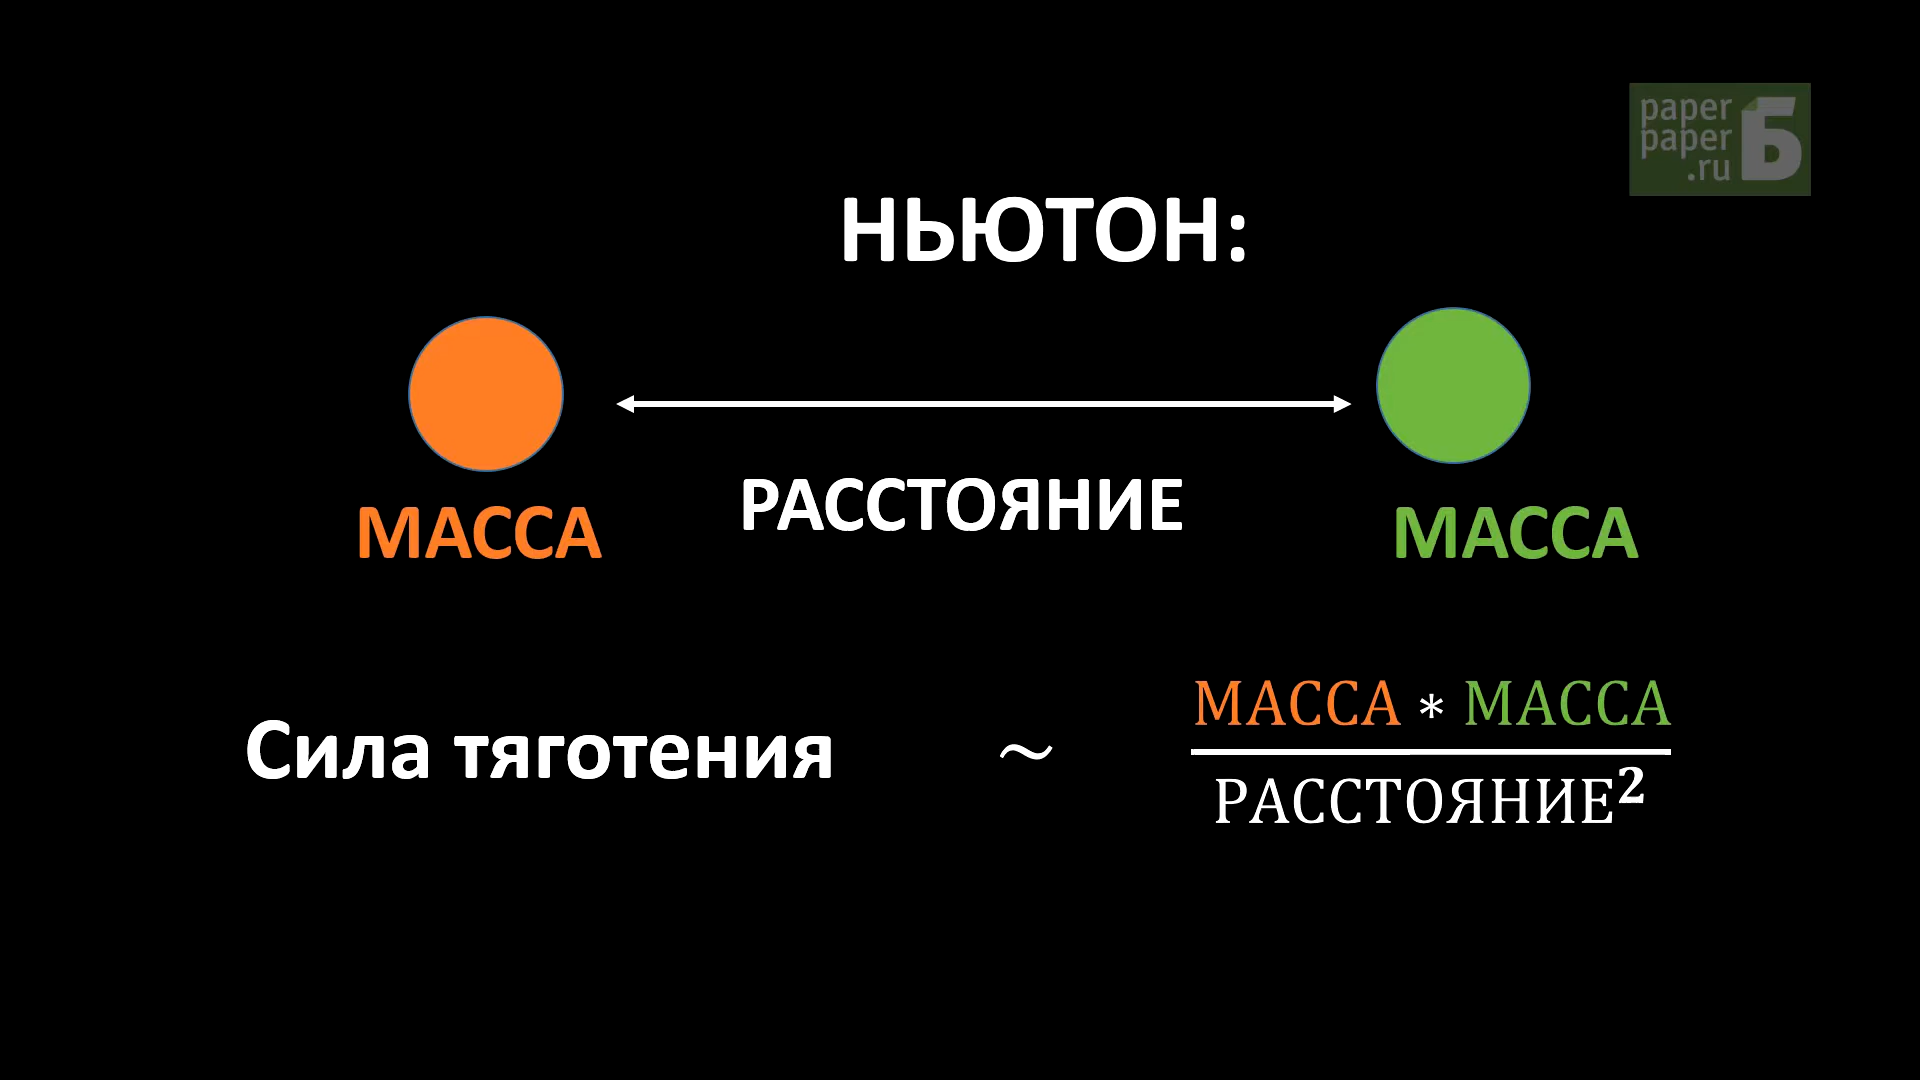 paper
paper
.ru Б
НЬЮТОН:
РАССТОЯНИЕ
МАССА
МАССА
Сила тяготения ~ МАССА * МАССА
РАССТОЯНИЕ²